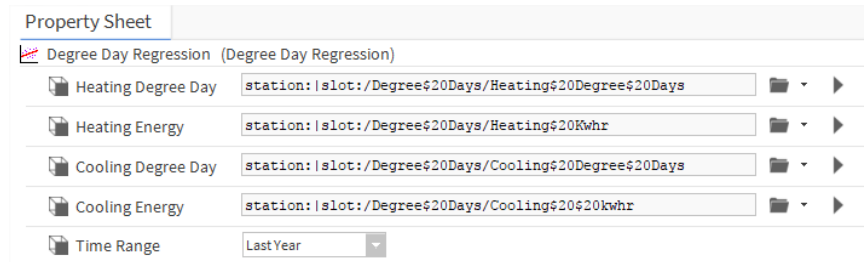 Property Sheet
Degree Day Regression (Degree Day Regression)
Heating Degree Day station:|slot:/Degree$20Days/Heating$20Degree$20Days
Heating Energy station:|slot:/Degree$20Days/Heating$20Kwhr
Cooling Degree Day station:|slot:/Degree$20Days/Cooling$20Degree$20Days
Cooling Energy station:|slot:/Degree$20Days/Cooling$20$20kwhr
Time Range Last Year